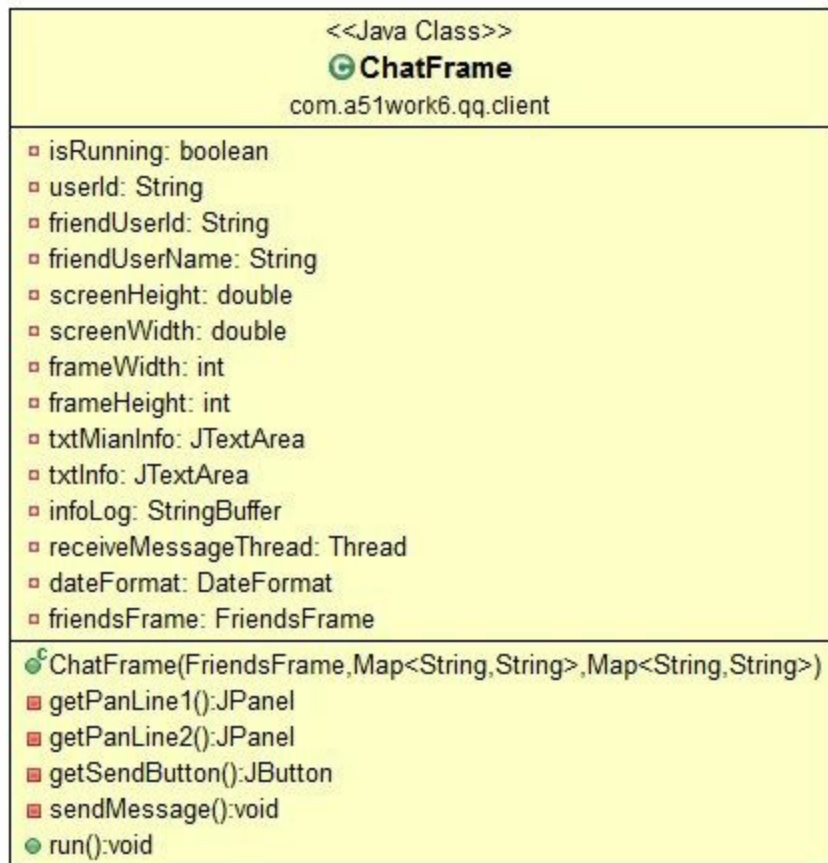 <<Java Class>>
ChatFrame
com.a51work6.qq.client
isRunning: boolean
userId: String
friendUserId: String
friendUserName: String
screenHeight: double
screenWidth: double
frameWidth: int
frameHeight: int
txtMianInfo: JTextArea
txtInfo: JTextArea
infoLog: StringBuffer
receiveMessageThread: Thread
dateFormat: DateFormat
friendsFrame: FriendsFrame
ChatFrame(FriendsFrame,Map<String,String>,Map<String,String>)
getPanLine1():JPanel
getPanLine2():JPanel
getSendButton():JButton
sendMessage():void
run():void